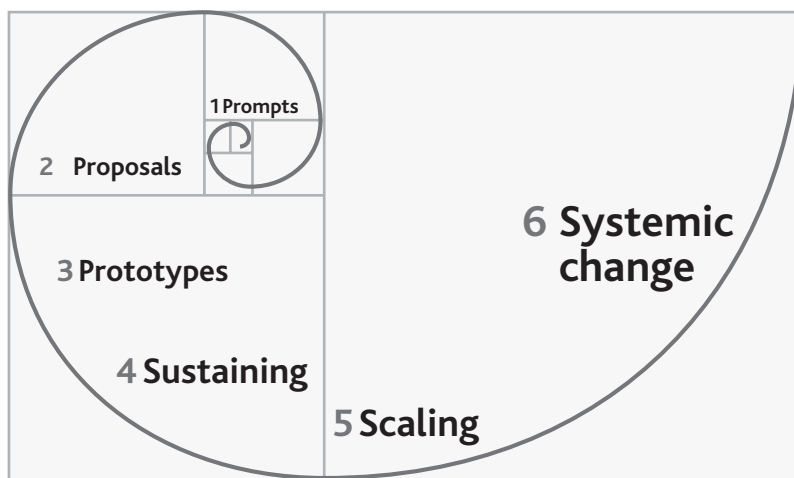 1 Prompts
2 Proposals
3 Prototypes
4 Sustaining
5 Scaling
6 Systemic
change